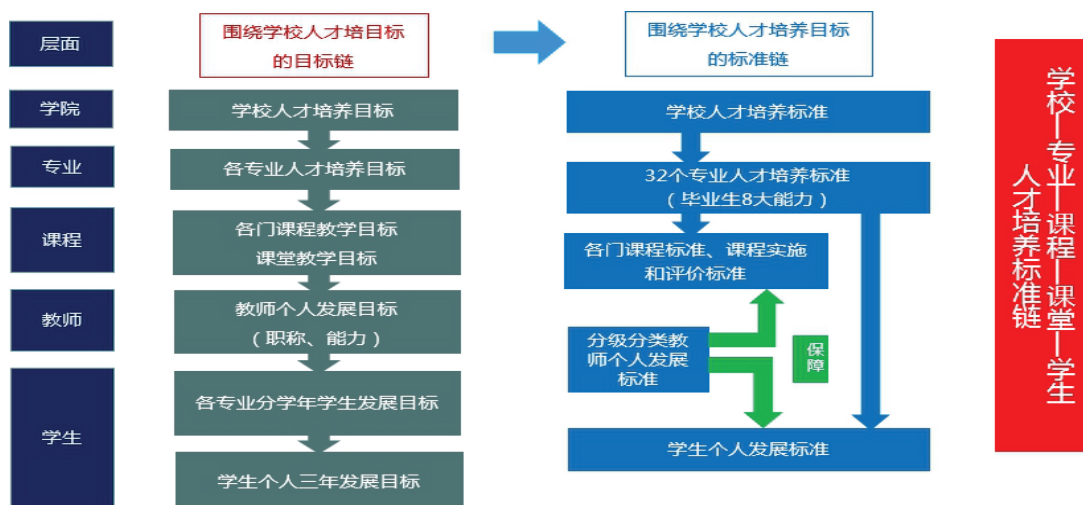 层面
围绕学校人才培目标
的目标链
围绕学校人才培养目标
的标准链
学院
学校人才培养目标
学校人才培养标准
专业
各专业人才培养目标
32个专业人才培养标准
（毕业生8大能力）
课程
各门课程教学目标
课堂教学目标
各门课程标准、课程实施
和评价标准
教师
教师个人发展目标
（职称、能力）
分级分类教
师个人发展
标准
保障
学生
各专业分学年学生发展目标
学生个人三年发展目标
学生个人发展标准
学校—专业—课程—课堂—学生
人才培养标准链